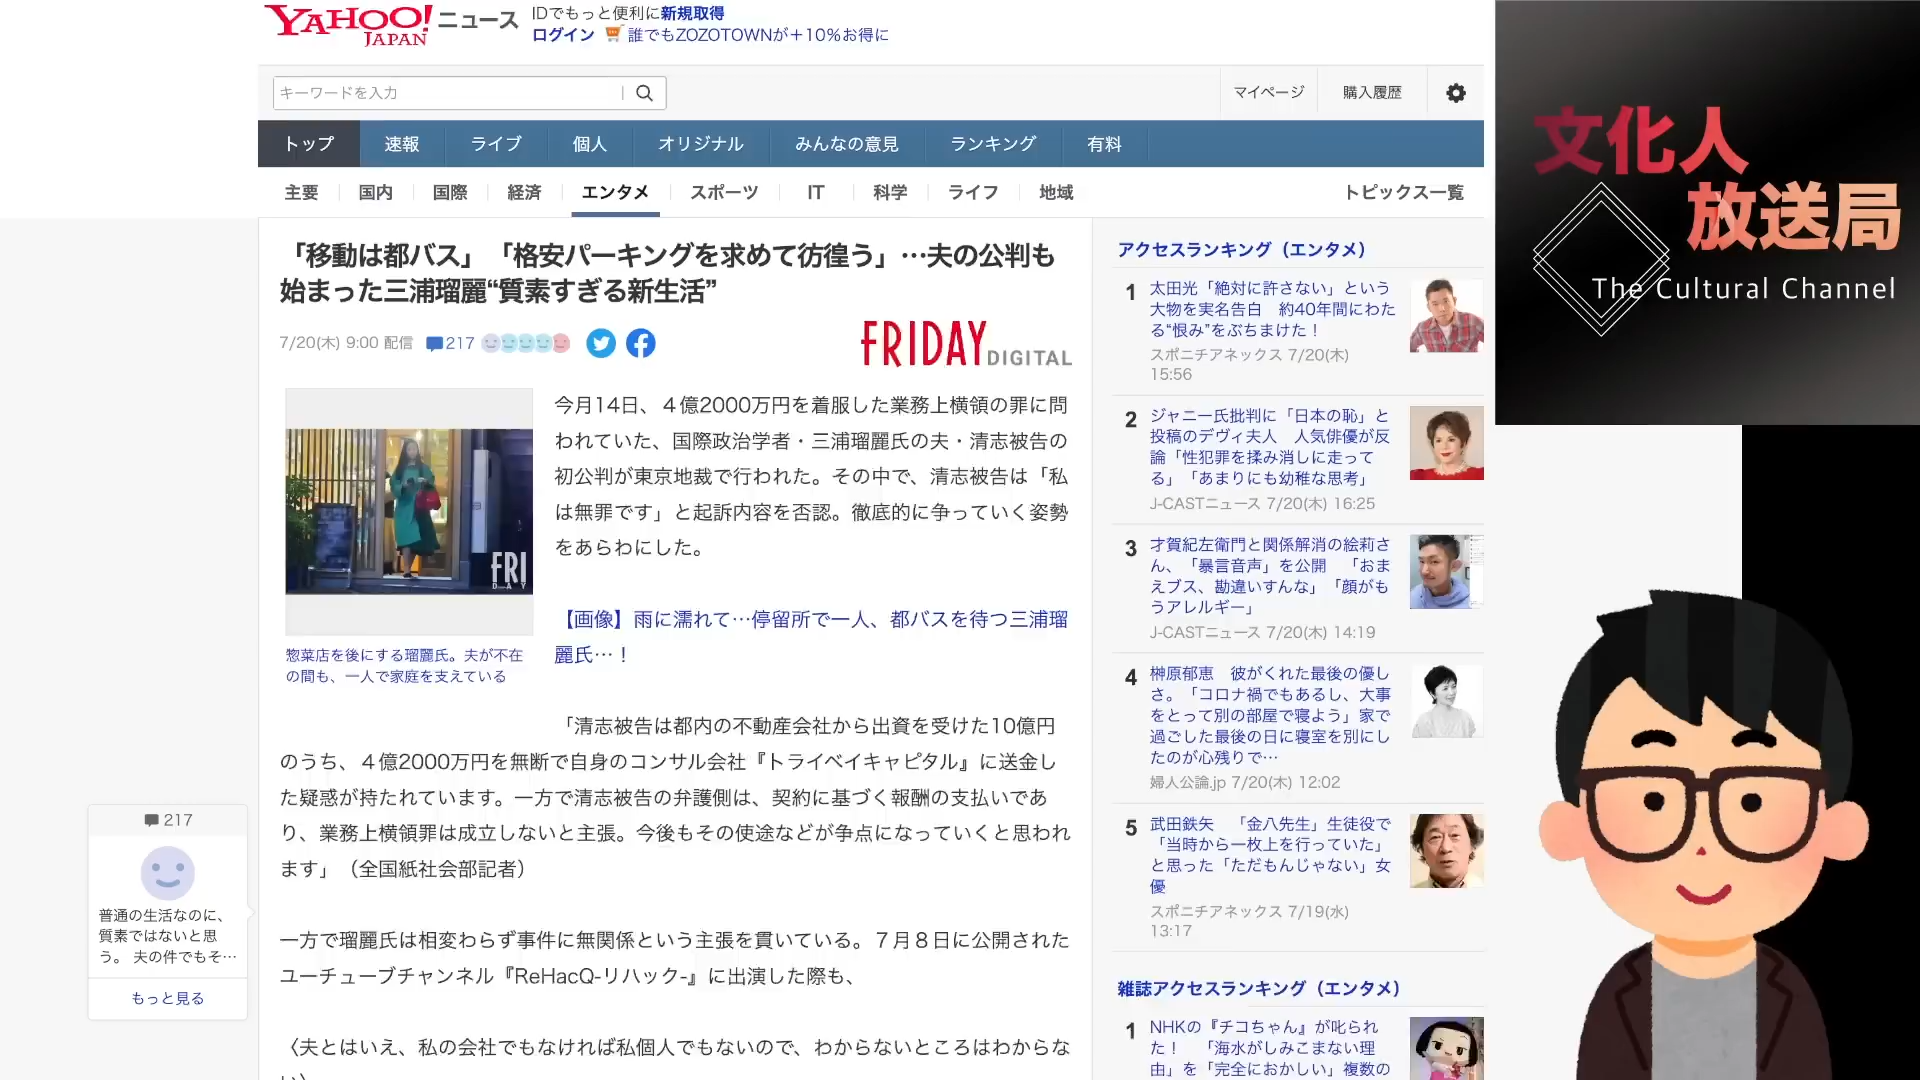 YAHOO! JAPAN ニュース
IDでもっと便利に新規取得
ログイン 誰でもZOZOTOWNが+10%お得に
キーワードを入力
マイページ
購入履歴
トップ 速報 ライブ 個人 オリジナル みんなの意見 ランキング 有料
主要 国内 国際 経済 エンタメ スポーツ IT 科学 ライフ 地域 トピックス一覧
「移動は都バス」「格安パーキングを求めて彷徨う」…夫の公判も
始まった三浦瑠麗“質素すぎる新生活”
7/20(木) 9:00 配信 217
FRIDAY DIGITAL
FRI
DAY
惣菜店を後にする瑠麗氏。夫が不在
の間も、一人で家庭を支えている
今月14日、４億2000万円を着服した業務上横領の罪に問
われていた、国際政治学者・三浦瑠麗氏の夫・清志被告の
初公判が東京地裁で行われた。その中で、清志被告は「私
は無罪です」と起訴内容を否認。徹底的に争っていく姿勢
をあらわにした。
【画像】雨に濡れて…停留所で一人、都バスを待つ三浦瑠
麗氏…！
「清志被告は都内の不動産会社から出資を受けた10億円
のうち、４億2000万円を無断で自身のコンサル会社『トライベイキャピタル』に送金し
た疑惑が持たれています。一方で清志被告の弁護側は、契約に基づく報酬の支払いであ
り、業務上横領罪は成立しないと主張。今後もその使途などが争点になっていくと思われ
ます」（全国紙社会部記者）
一方で瑠麗氏は相変わらず事件に無関係という主張を貫いている。７月８日に公開された
ユーチューブチャンネル『ReHacQ-リハック-』に出演した際も、
〈夫とはいえ、私の会社でもなければ私個人でもないので、わからないところはわからな
い〉
217
普通の生活なのに、
質素ではないと思
う。 夫の件でもそ…
もっと見る
アクセスランキング（エンタメ）
1 太田光「絶対に許さない」という
大物を実名告白 約40年間にわた
る“恨み”をぶちまけた！
スポニチアネックス 7/20(木)
15:56
2 ジャニー氏批判に「日本の恥」と
投稿のデヴィ夫人 人気俳優が反
論「性犯罪を揉み消しに走って
る」「あまりにも幼稚な思考」
J-CASTニュース 7/20(木) 16:25
3 才賀紀左衛門と関係解消の絵莉さ
ん、「暴言音声」を公開 「おま
えブス、勘違いすんな」「顔がも
うアレルギー」
J-CASTニュース 7/20(木) 14:19
4 榊原郁恵 彼がくれた最後の優し
さ。「コロナ禍でもあるし、大事
をとって別の部屋で寝よう」家で
過ごした最後の日に寝室を別にし
たのが心残りで…
婦人公論.jp 7/20(木) 12:02
5 武田鉄矢 「金八先生」生徒役で
「当時から一枚上を行っていた」
と思った「ただもんじゃない」女
優
スポニチアネックス 7/19(水)
13:17
雑誌アクセスランキング（エンタメ）
1 NHKの『チコちゃん』が叱られ
た！ 「海水がしみこまない理
由」を「完全におかしい」複数の
文化人
放送局
The Cultural Channel